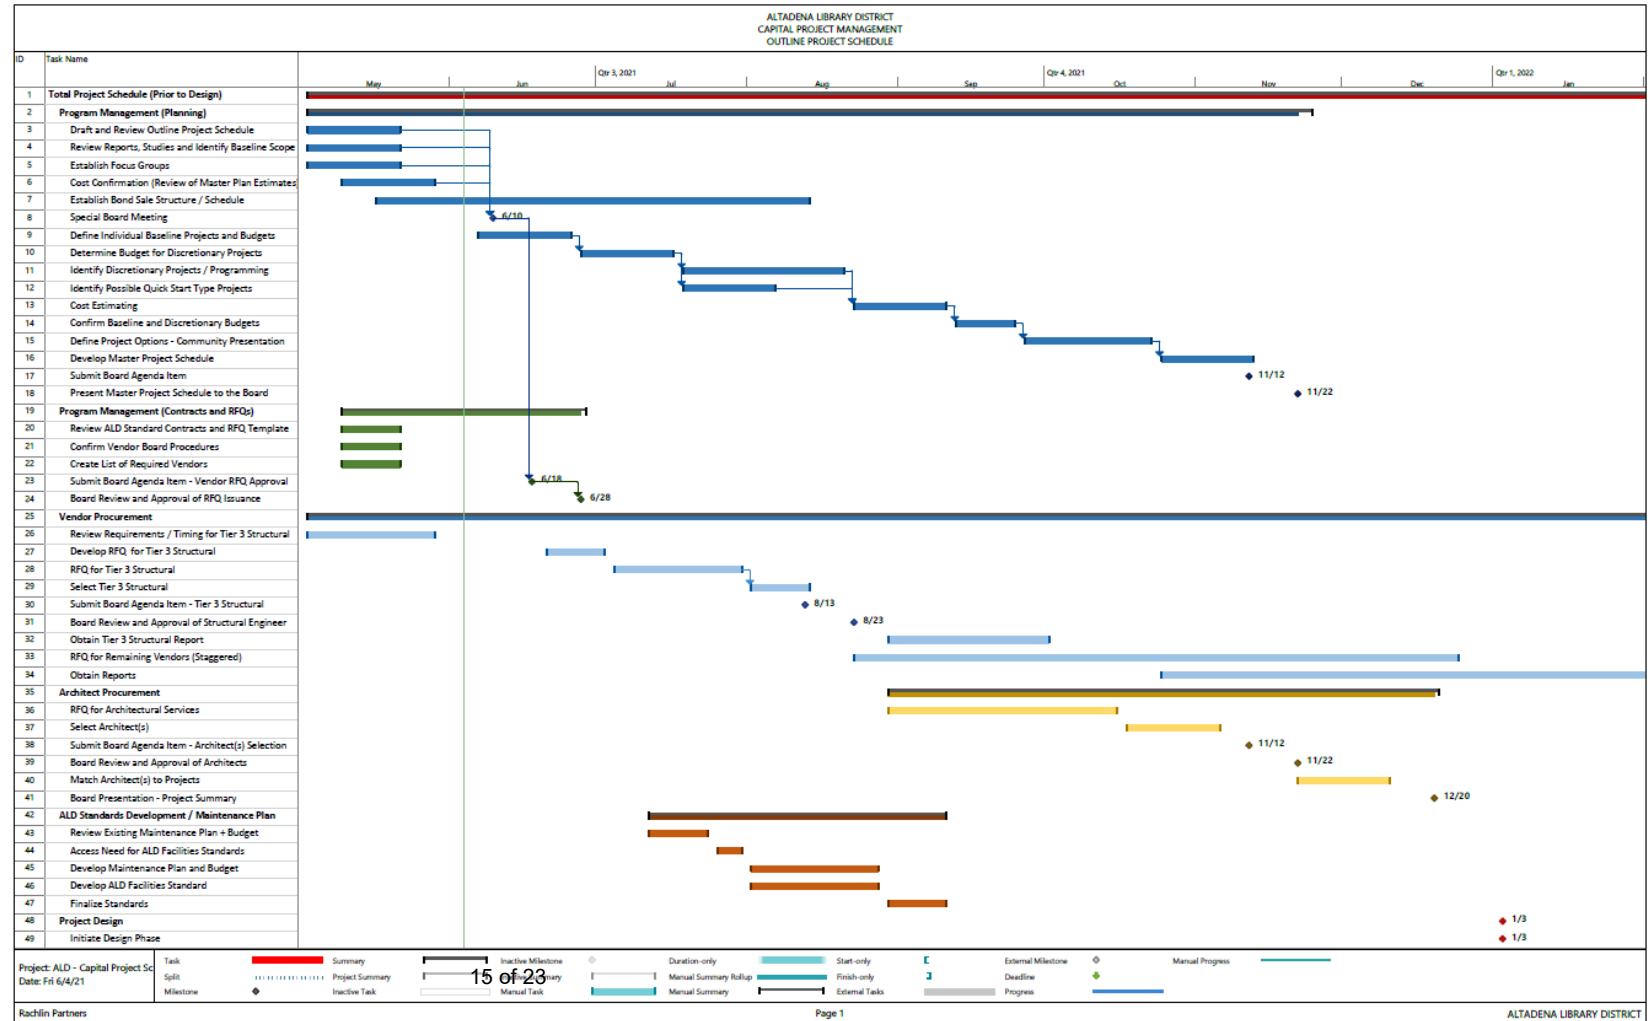 ALTADENA LIBRARY DISTRICT
CAPITAL PROJECT MANAGEMENT
OUTLINE PROJECT SCHEDULE
ID Task Name
Qtr 3, 2021 Qtr 4, 2021 Qtr 1, 2022
May Jun Jul Aug Sep Oct Nov Dec Jan
1 Total Project Schedule (Prior to Design)
2 Program Management (Planning)
3 Draft and Review Outline Project Schedule
4 Review Reports, Studies and Identify Baseline Scope
5 Establish Focus Groups
6 Cost Confirmation (Review of Master Plan Estimates)
7 Establish Bond Sale Structure / Schedule
8 Special Board Meeting 6/10
9 Define Individual Baseline Projects and Budgets
10 Determine Budget for Discretionary Projects
11 Identify Discretionary Projects / Programming
12 Identify Possible Quick Start Type Projects
13 Cost Estimating
14 Confirm Baseline and Discretionary Budgets
15 Define Project Options - Community Presentation
16 Develop Master Project Schedule
17 Submit Board Agenda Item 11/12
18 Present Master Project Schedule to the Board 11/22
19 Program Management (Contracts and RFQs)
20 Review ALD Standard Contracts and RFQ Template
21 Confirm Vendor Board Procedures
22 Create List of Required Vendors
23 Submit Board Agenda Item - Vendor RFQ Approval 6/18
24 Board Review and Approval of RFQ Issuance 6/28
25 Vendor Procurement
26 Review Requirements / Timing for Tier 3 Structural
27 Develop RFQ for Tier 3 Structural
28 RFQ for Tier 3 Structural
29 Select Tier 3 Structural
30 Submit Board Agenda Item - Tier 3 Structural 8/13
31 Board Review and Approval of Structural Engineer 8/23
32 Obtain Tier 3 Structural Report
33 RFQ for Remaining Vendors (Staggered)
34 Obtain Reports
35 Architect Procurement
36 RFQ for Architectural Services
37 Select Architect(s)
38 Submit Board Agenda Item - Architect(s) Selection 11/12
39 Board Review and Approval of Architects 11/22
40 Match Architect(s) to Projects
41 Board Presentation - Project Summary 12/20
42 ALD Standards Development / Maintenance Plan
43 Review Existing Maintenance Plan + Budget
44 Access Need for ALD Facilities Standards
45 Develop Maintenance Plan and Budget
46 Develop ALD Facilities Standard
47 Finalize Standards
48 Project Design 1/3
49 Initiate Design Phase 1/3
Project: ALD - Capital Project Sc
Date: Fri 6/4/21
Task Summary Inactive Milestone Duration-only Start-only External Milestone Manual Progress
Split Project Summary Inactive Summary Manual Summary Rollup Finish-only Deadline
15 of 23
Milestone Inactive Task Manual Task Manual Summary External Tasks Progress
Rachlin Partners Page 1 ALTADENA LIBRARY DISTRICT